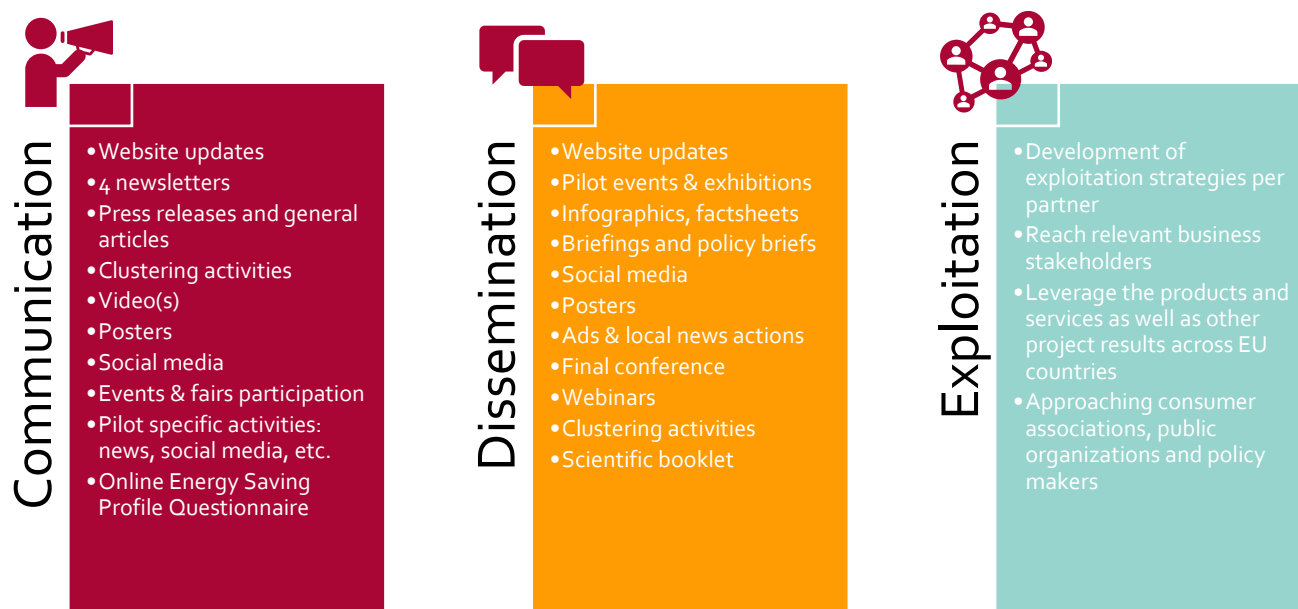 Communication
•Website updates
•4 newsletters
•Press releases and general
articles
•Clustering activities
•Video(s)
•Posters
•Social media
•Events & fairs participation
•Pilot specific activities:
news, social media, etc.
•Online Energy Saving
Profile Questionnaire
Dissemination
•Website updates
•Pilot events & exhibitions
•Infographics, factsheets
•Briefings and policy briefs
•Social media
•Posters
•Ads & local news actions
•Final conference
•Webinars
•Clustering activities
•Scientific booklet
Exploitation
•Development of
exploitation strategies per
partner
•Reach relevant business
stakeholders
•Leverage the products and
services as well as other
project results across EU
countries
•Approaching consumer
associations, public
organizations and policy
makers